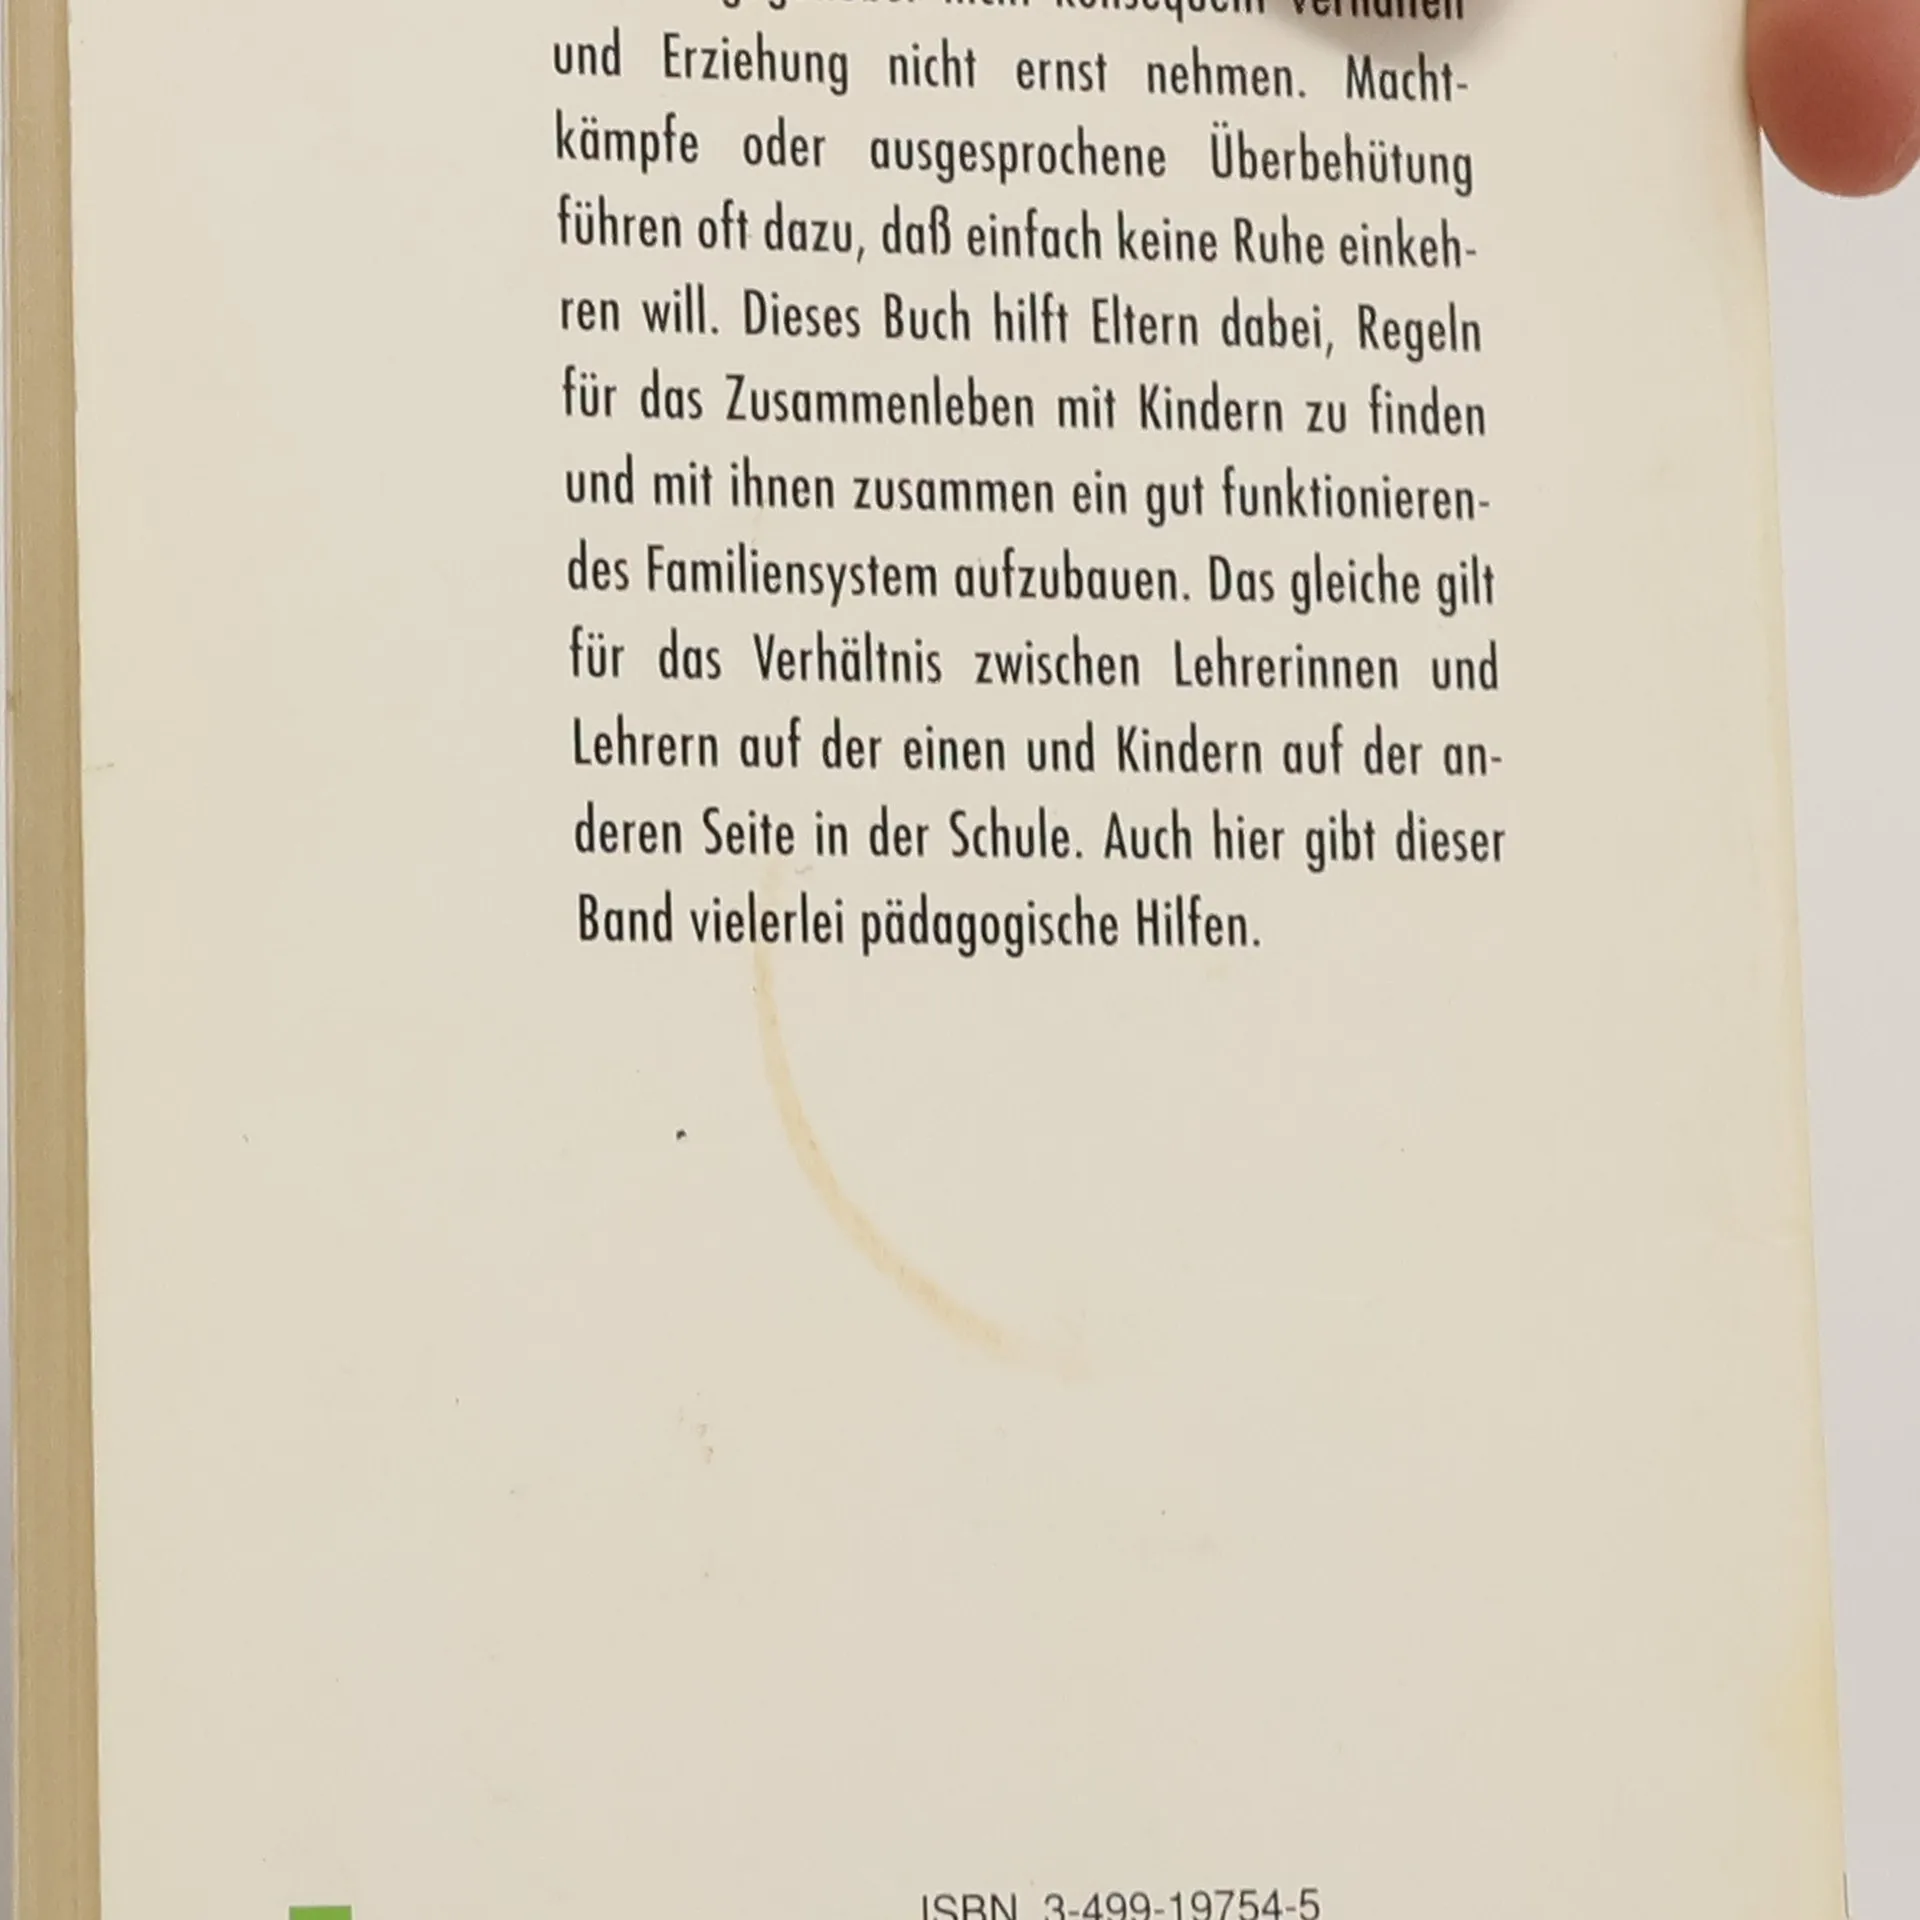 konsequent verhalten
und Erziehung nicht ernst nehmen. Macht-
kämpfe oder ausgesprochene Überbehütung
führen oft dazu, daß einfach keine Ruhe einkeh-
ren will. Dieses Buch hilft Eltern dabei, Regeln
für das Zusammenleben mit Kindern zu finden
und mit ihnen zusammen ein gut funktionieren-
des Familiensystem aufzubauen. Das gleiche gilt
für das Verhältnis zwischen Lehrerinnen und
Lehrern auf der einen und Kindern auf der an-
deren Seite in der Schule. Auch hier gibt dieser
Band vielerlei pädagogische Hilfen.
ISBN 3-499-19754-5